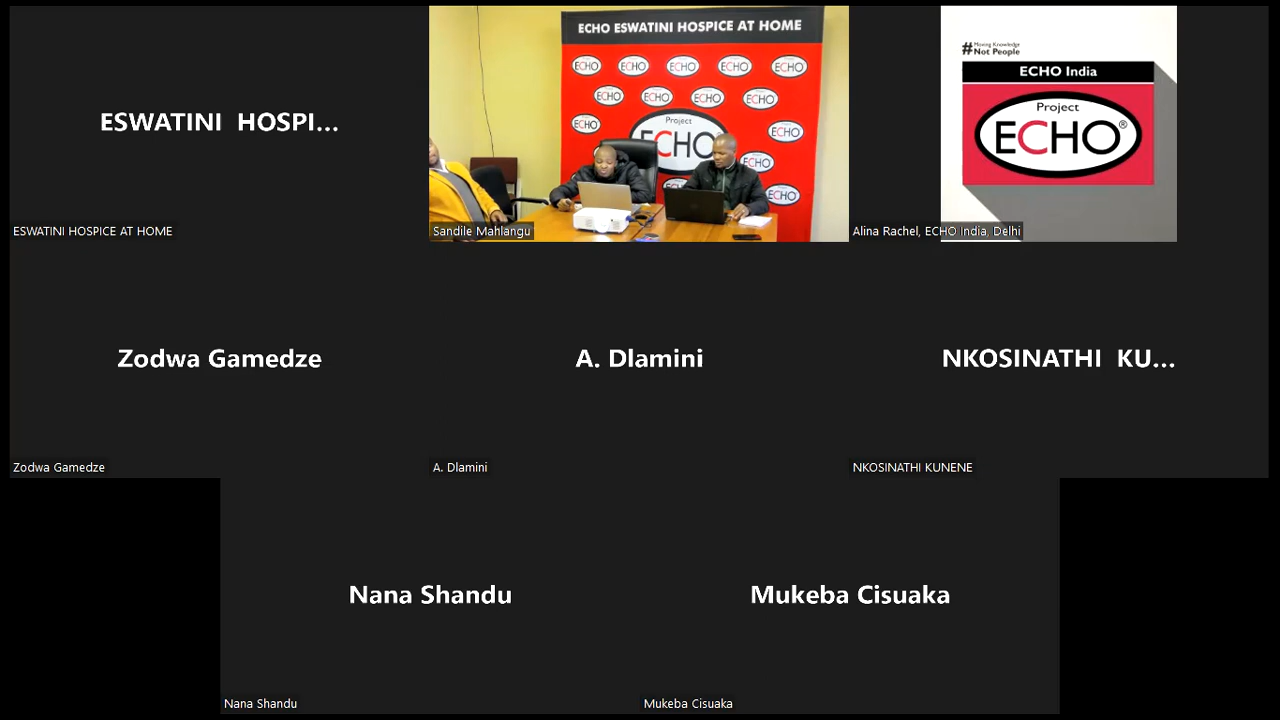 ESWATINI HOSPI...
ESWATINI HOSPICE AT HOME
ECHO ESWATINI HOSPICE AT HOME
ECHO ECHO ECHO ECHO ECHO
ECHO ECHO ECHO ECHO
ECHO ECHO
Project
ECHO
ECHO
ECHO
Sandile Mahlangu
#Moving Knowledge
Not People
ECHO India
Project
ECHO®
Alina Rachel, ECHO India, Delhi
Zodwa Gamedze
Zodwa Gamedze
A. Dlamini
A. Dlamini
NKOSINATHI KU...
NKOSINATHI KUNENE
Nana Shandu
Nana Shandu
Mukeba Cisuaka
Mukeba Cisuaka